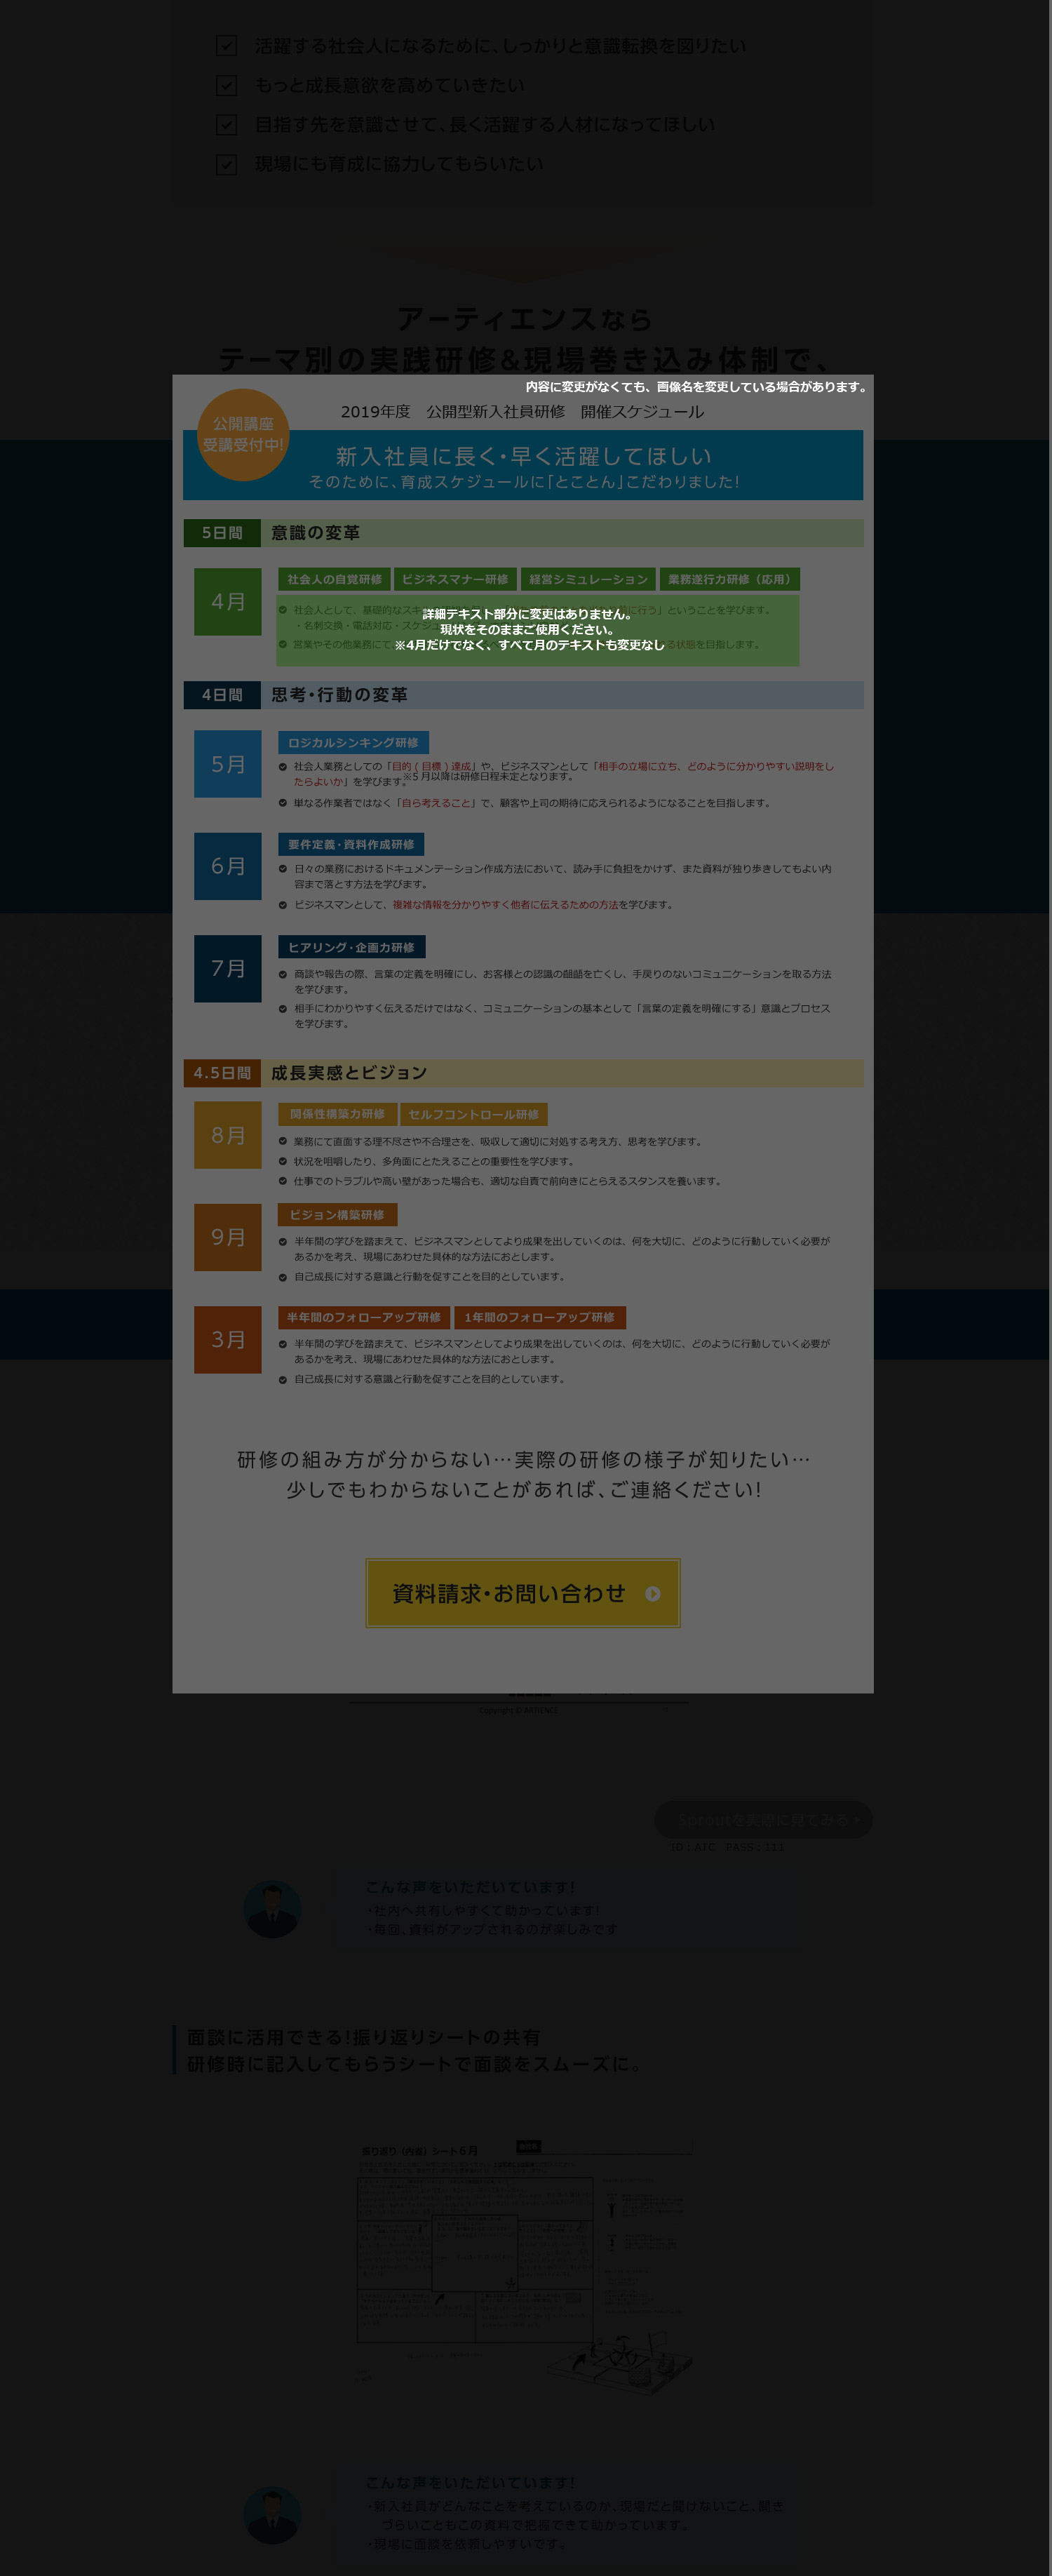 活躍する社会人になるために、しっかりと意識転換を図りたい
もっと成長意欲を高めていきたい
目指す先を意識させて、長く活躍する人材になってほしい
現場にも育成に協力してもらいたい
アーティエンスなら
テーマ別の実践研修&現場巻き込み体制で、
内容に変更がなくても、画像名を変更している場合があります。
2019年度 公開型新入社員研修 開催スケジュール
公開講座
受講受付中!
新入社員に長く・早く活躍してほしい
そのために、育成スケジュールに「とことん」こだわりました!
5日間 意識の変革
4月
社会人の自覚研修 ビジネスマナー研修 経営シミュレーション 業務遂行力研修（応用）
社会人として、基礎的なスキ 前に行う」ということを学びます。
詳細テキスト部分に変更はありません。
・名刺交換・電話対応・スケジュ
現状をそのままご使用ください。
営業やその他業務にて る状態を目指します。
※4月だけでなく、すべて月のテキストも変更なし
4日間 思考・行動の変革
5月
ロジカルシンキング研修
社会人業務としての「目的(目標)達成」や、ビジネスマンとして「相手の立場に立ち、どのように分かりやすい説明をし
たらよいか」を学びます。
※5月以降は研修日程未定となります。
単なる作業者ではなく「自ら考えること」で、顧客や上司の期待に応えられるようになることを目指します。
6月
要件定義・資料作成研修
日々の業務におけるドキュメンテーション作成方法において、読み手に負担をかけず、また資料が独り歩きしてもよい内
容まで落とす方法を学びます。
ビジネスマンとして、複雑な情報を分かりやすく他者に伝えるための方法を学びます。
7月
ヒアリング・企画力研修
商談や報告の際、言葉の定義を明確にし、お客様との認識の齟齬を亡くし、手戻りのないコミュニケーションを取る方法
を学びます。
相手にわかりやすく伝えるだけではなく、コミュニケーションの基本として「言葉の定義を明確にする」意識とプロセス
を学びます。
4.5日間 成長実感とビジョン
8月
関係性構築力研修 セルフコントロール研修
業務にて直面する理不尽さや不合理さを、吸収して適切に対処する考え方、思考を学びます。
状況を咀嚼したり、多角面にとたえることの重要性を学びます。
仕事でのトラブルや高い壁があった場合も、適切な自責で前向きにとらえるスタンスを養います。
9月
ビジョン構築研修
半年間の学びを踏まえて、ビジネスマンとしてより成果を出していくのは、何を大切に、どのように行動していく必要が
あるかを考え、現場にあわせた具体的な方法におとします。
自己成長に対する意識と行動を促すことを目的としています。
3月
半年間のフォローアップ研修 1年間のフォローアップ研修
半年間の学びを踏まえて、ビジネスマンとしてより成果を出していくのは、何を大切に、どのように行動していく必要が
あるかを考え、現場にあわせた具体的な方法におとします。
自己成長に対する意識と行動を促すことを目的としています。
研修の組み方が分からない…実際の研修の様子が知りたい…
少しでもわからないことがあれば、ご連絡ください!
資料請求・お問い合わせ
Copyright © ARTIENCE
Sproutを実際に見てみる
ID : ATC PASS : 111
こんな声をいただいています!
・社内へ共有しやすくて助かっています!
・毎回、資料がアップされるのが楽しみです
面談に活用できる!振り返りシートの共有
研修時に記入してもらうシートで面談をスムーズに。
振り返り（内省）シート 6月
こんな声をいただいています!
・新入社員がどんなことを考えているのか、現場だと聞けないこと、聞き
づらいこともこの資料で把握できて助かっています。
・現場に面談を依頼しやすいです。